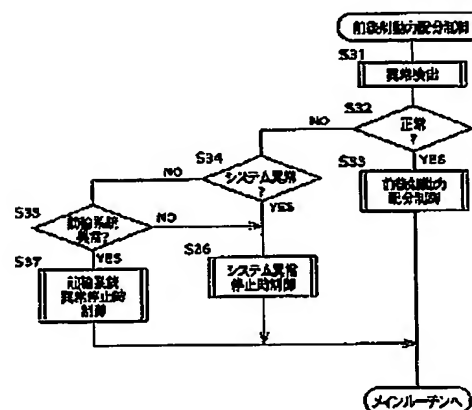 前後制動力配分制御
S31
異常検出
S32
正常
?
NO
YES
S34
システム異常
?
NO
YES
S33
前後制動力
配分制御
S35
前輪系統
異常?
NO
YES
S36
システム異常
停止時制御
S37
前輪系統
異常停止時
制御
メインルーチンへ